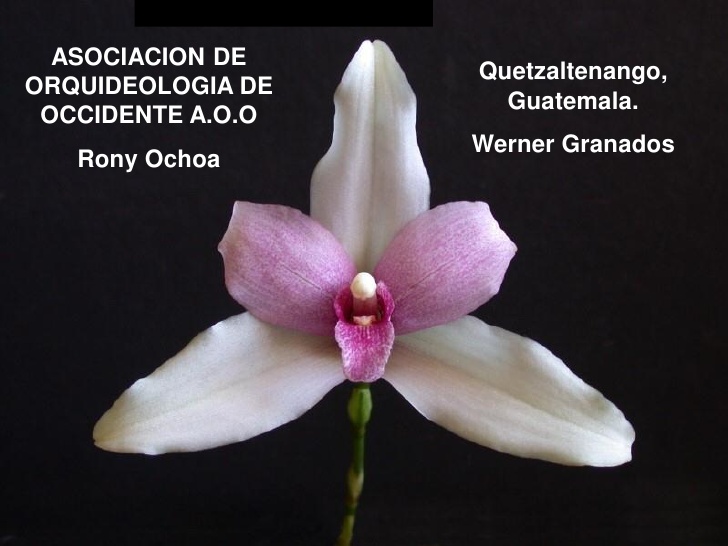 ASOCIACION DE
ORQUIDEOLOGIA DE
OCCIDENTE A.O.O
Rony Ochoa
Quetzaltenango,
Guatemala.
Werner Granados